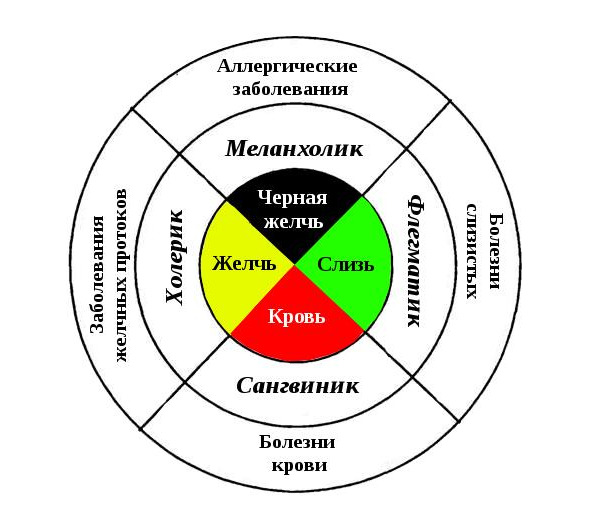 Аллергические
заболевания
Меланхолик
Черная
желчь
Заболевания
желчных протоков
Холерик
Желчь
Слизь
Флегматик
Болезни
слизистых
Кровь
Сангвиник
Болезни
крови